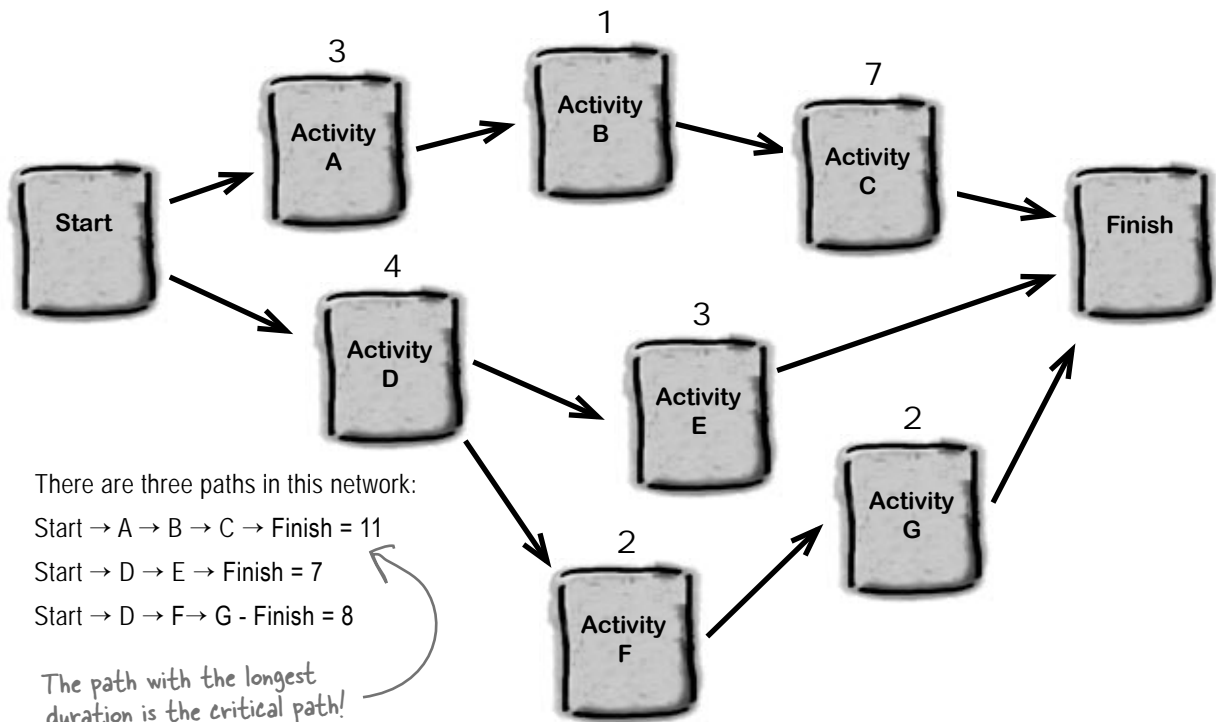 1
3
7
Activity
B
Activity
A
Activity
C
Start
Finish
4
3
Activity
D
Activity
E
2
There are three paths in this network:
Start → A → B → C → Finish = 11
Activity
G
2
Start → D → E → Finish = 7
Start → D → F→ G - Finish = 8
Activity
F
The path with the longest
duration is the critical path!